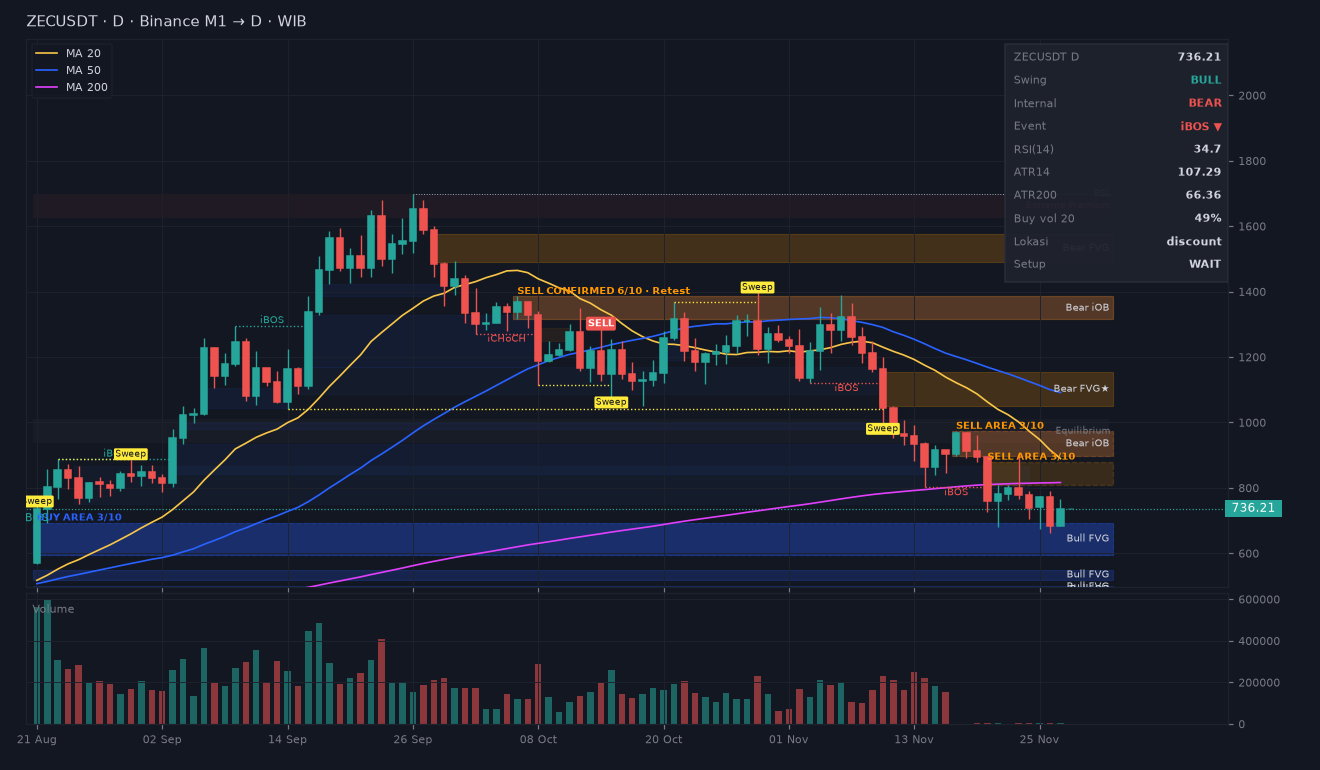 ZECUSDT · D · Binance M1 → D · WIB
MA 20
MA 50
MA 200
ZECUSDT D 736.21
Swing BULL
Internal BEAR
Event iBOS ▼
RSI(14) 34.7
ATR14 107.29
ATR200 66.36
Buy vol 20 49%
Lokasi discount
Setup WAIT
2000
1800
1600
1400
1200
1000
800
600
736.21
Bear FVG
Sweep
SELL CONFIRMED 6/10 · Retest
Bear iOB
iBOS
SELL
iCHoCH
iBOS
Bear FVG★
Sweep
Sweep
SELL AREA 3/10
Equilibrium
Bear iOB
Sweep
SELL AREA 3/10
iBOS
Sweep
BUY AREA 3/10
Bull FVG
Bull FVG
Bull FVG
Volume
600000
400000
200000
0
21 Aug
02 Sep
14 Sep
26 Sep
08 Oct
20 Oct
01 Nov
13 Nov
25 Nov